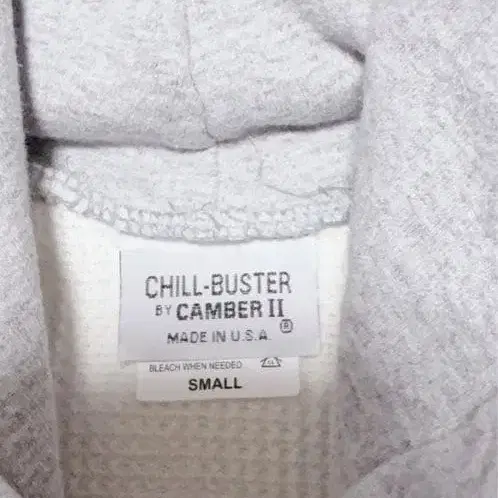 CHILL-BUSTER
BY CAMBER II
®
MADE IN U.S.A.
BLEACH WHEN NEEDED
SMALL